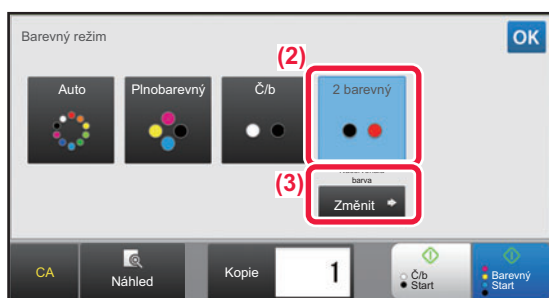 Barevný režim
OK
(2)
Auto
Plnobarevný
Č/b
2 barevný
(3)
barva
Změnit
CA
Náhled
Kopie
1
Č/b
Start
Barevný
Start